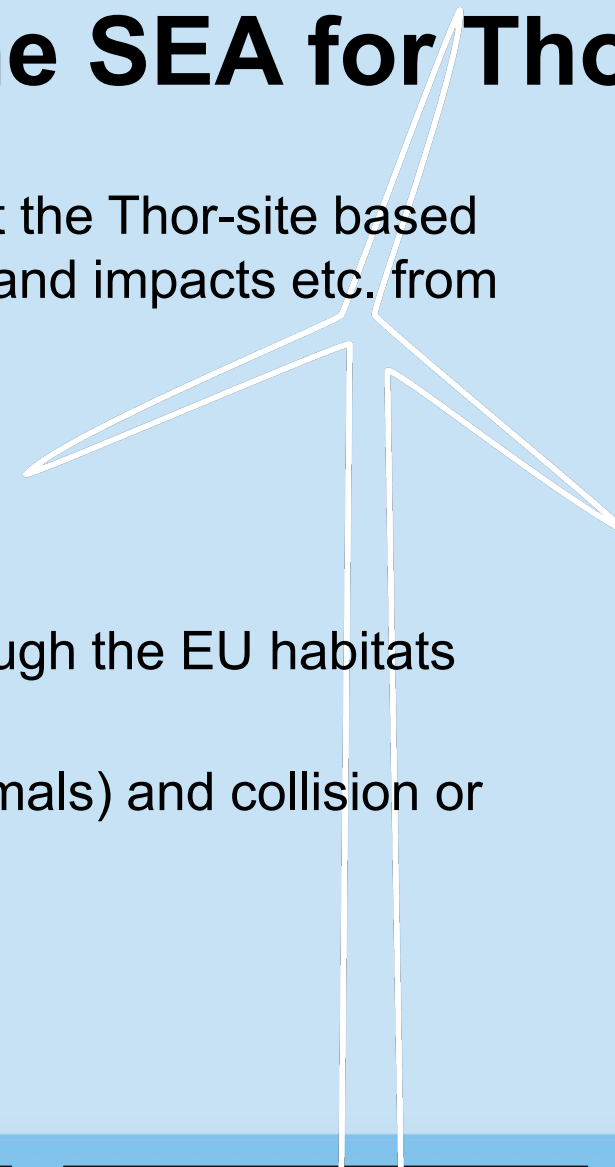 e SEA for Tho
t the Thor-site based
and impacts etc. from
ugh the EU habitats
mals) and collision or